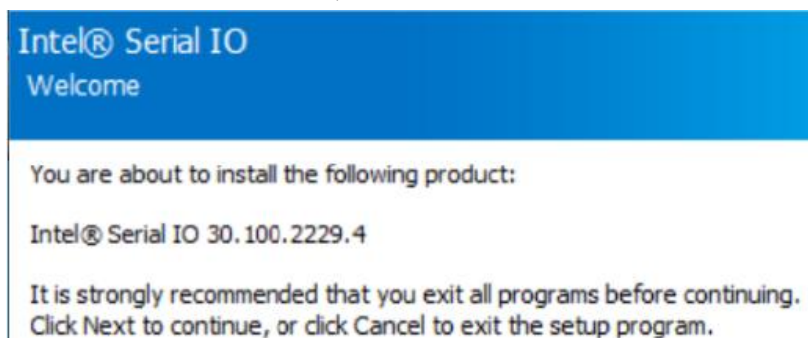 Intel® Serial IO
Welcome
You are about to install the following product:
Intel® Serial IO 30.100.2229.4
It is strongly recommended that you exit all programs before continuing.
Click Next to continue, or click Cancel to exit the setup program.